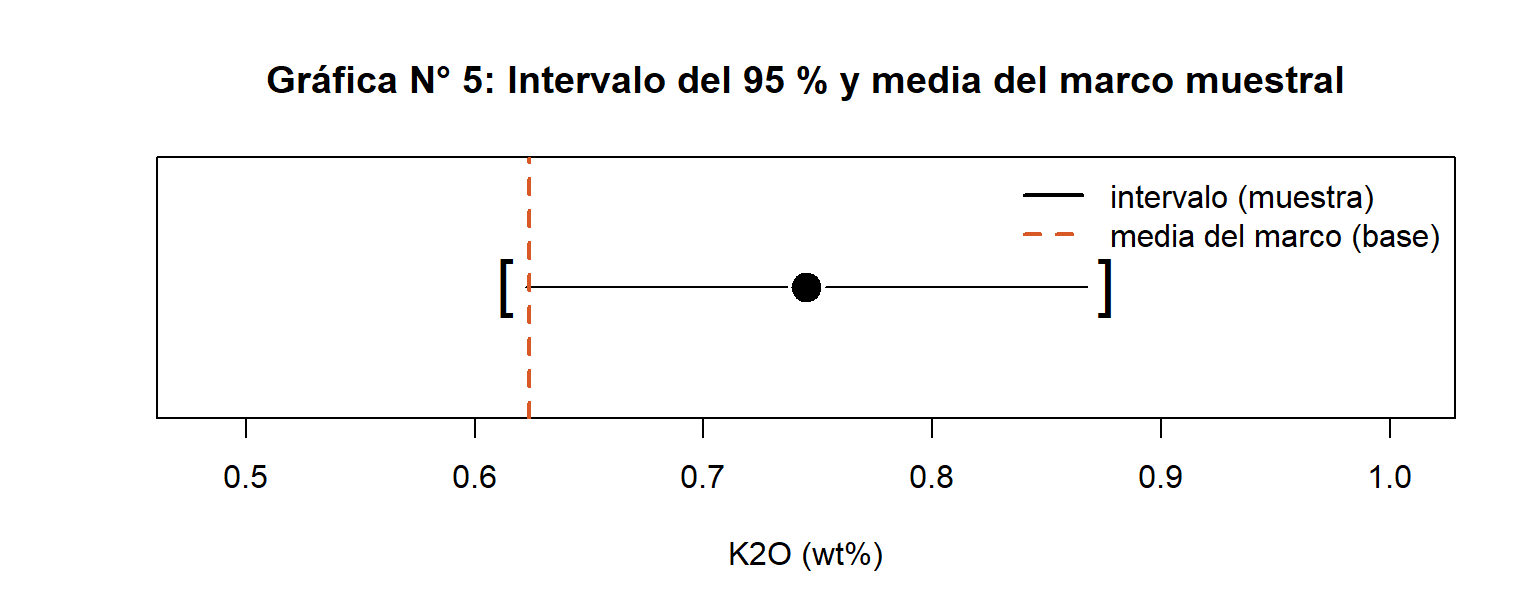 Gráfica N° 5: Intervalo del 95 % y media del marco muestral
intervalo (muestra)
media del marco (base)
[ ]
0.5 0.6 0.7 0.8 0.9 1.0
K2O (wt%)